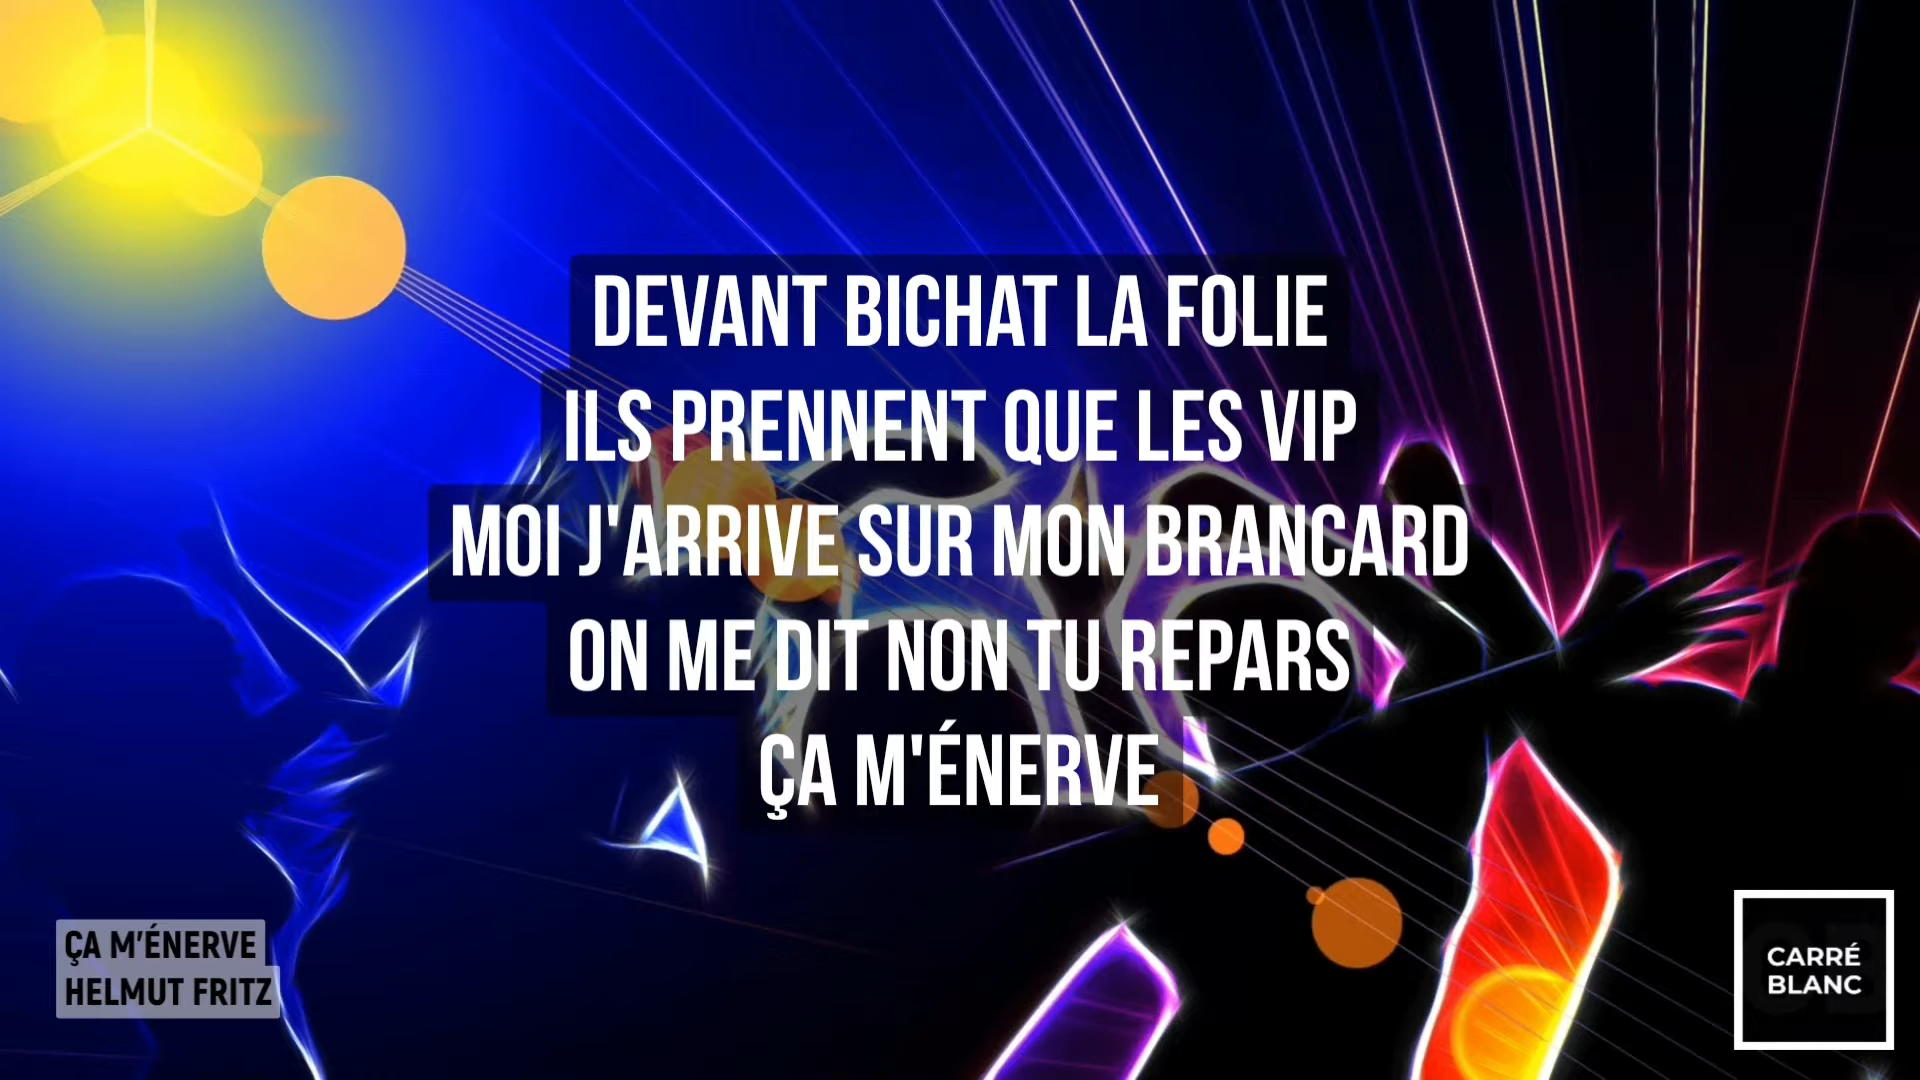 DEVANT BICHAT LA FOLIE
ILS PRENNENT QUE LES VIP
MOI J'ARRIVE SUR MON BRANCARD
ON ME DIT NON TU REPARS
ÇA M'ÉNERVE
ÇA M'ÉNERVE
HELMUT FRITZ
CARRÉ
BLANC